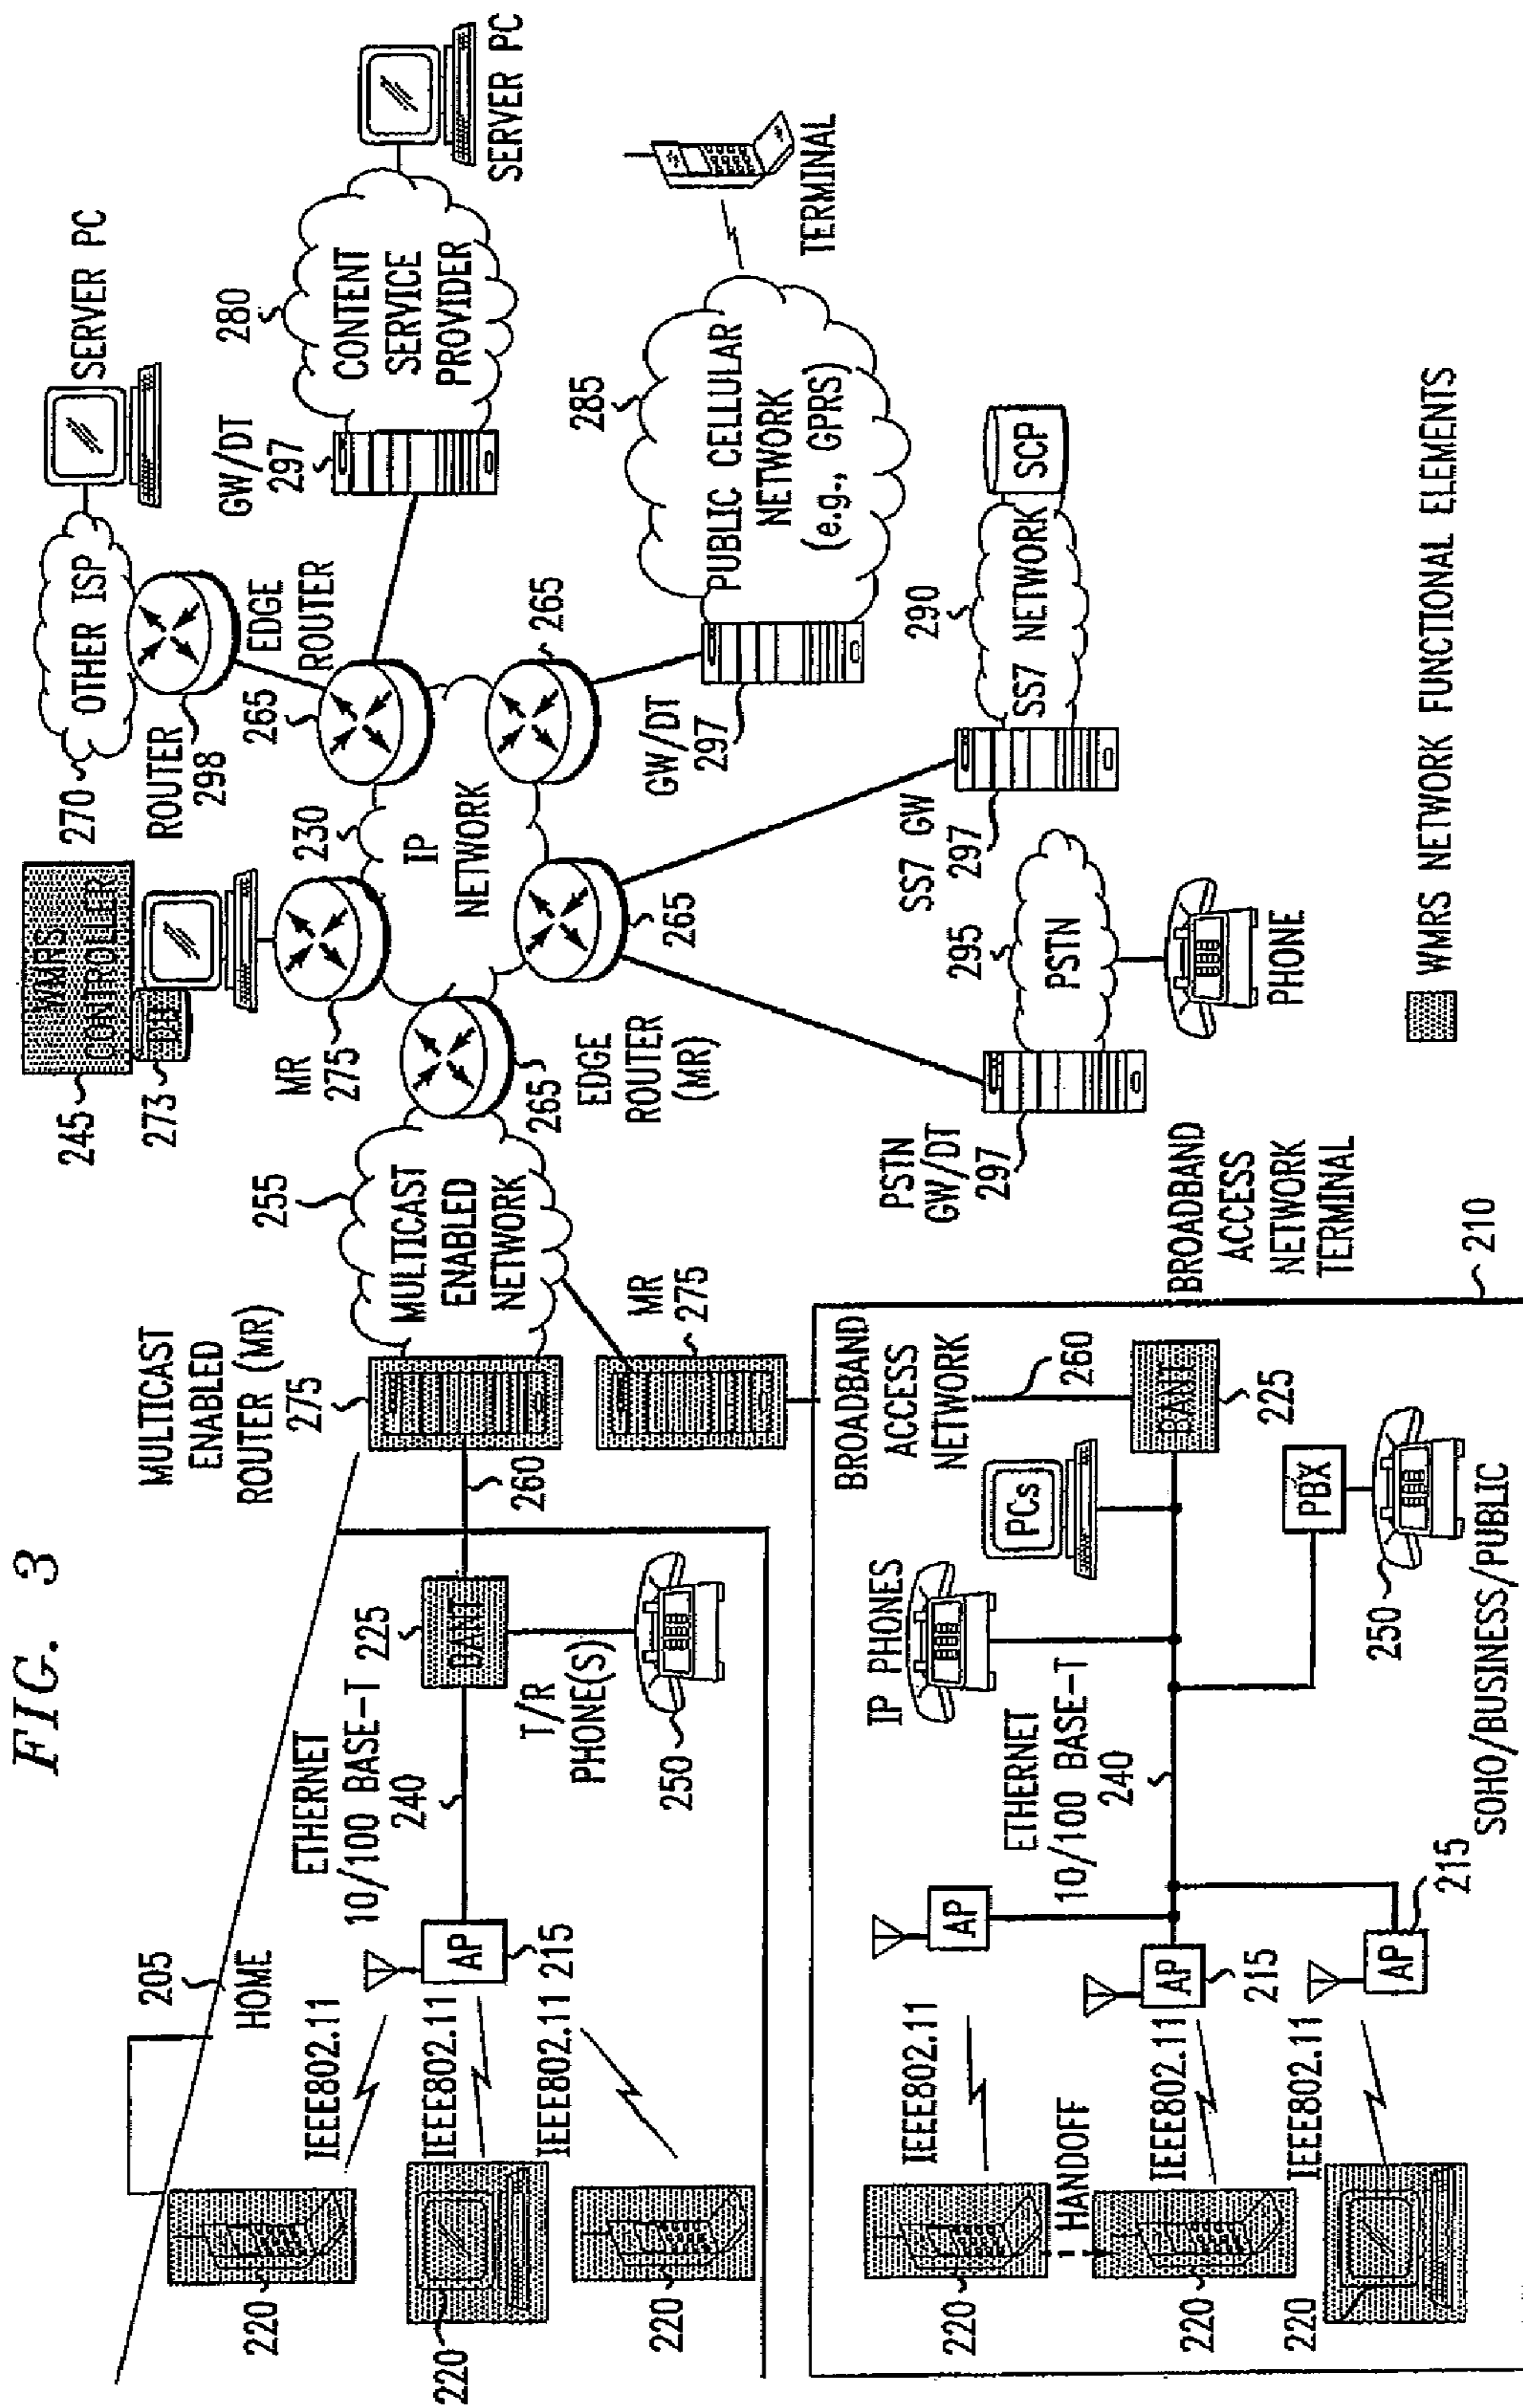 FIG. 3
205
HOME
220
220
220
IEEE802.11
IEEE802.11
IEEE802.11
AP
215
ETHERNET
10/100 BASE-T
240
225
BANT
T/R
PHONE(S)
250
260
MULTICAST
ENABLED
ROUTER (MR)
275
MR
275
255
MULTICAST
ENABLED
NETWORK
245
WMRS
CONTROLLER
273
MR
275
265
EDGE
ROUTER
(MR)
230
IP
NETWORK
265
265
265
EDGE
ROUTER
270
OTHER ISP
SERVER PC
ROUTER
298
GW/DT
297
280
CONTENT
SERVICE
PROVIDER
SERVER PC
GW/DT
297
285
PUBLIC CELLULAR
NETWORK
(e.g., GPRS)
TERMINAL
SS7 GW
297
290
SS7 NETWORK
SCP
PSTN
GW/DT
297
295
PSTN
PHONE
BROADBAND
ACCESS
NETWORK
TERMINAL
210
BROADBAND
ACCESS
NETWORK
260
BANT
225
PCs
IP PHONES
PBX
250
ETHERNET
10/100 BASE-T
240
AP
AP
215
AP
215
IEEE802.11
HANDOFF
IEEE802.11
IEEE802.11
220
220
220
SOHO/BUSINESS/PUBLIC
WMRS NETWORK FUNCTIONAL ELEMENTS